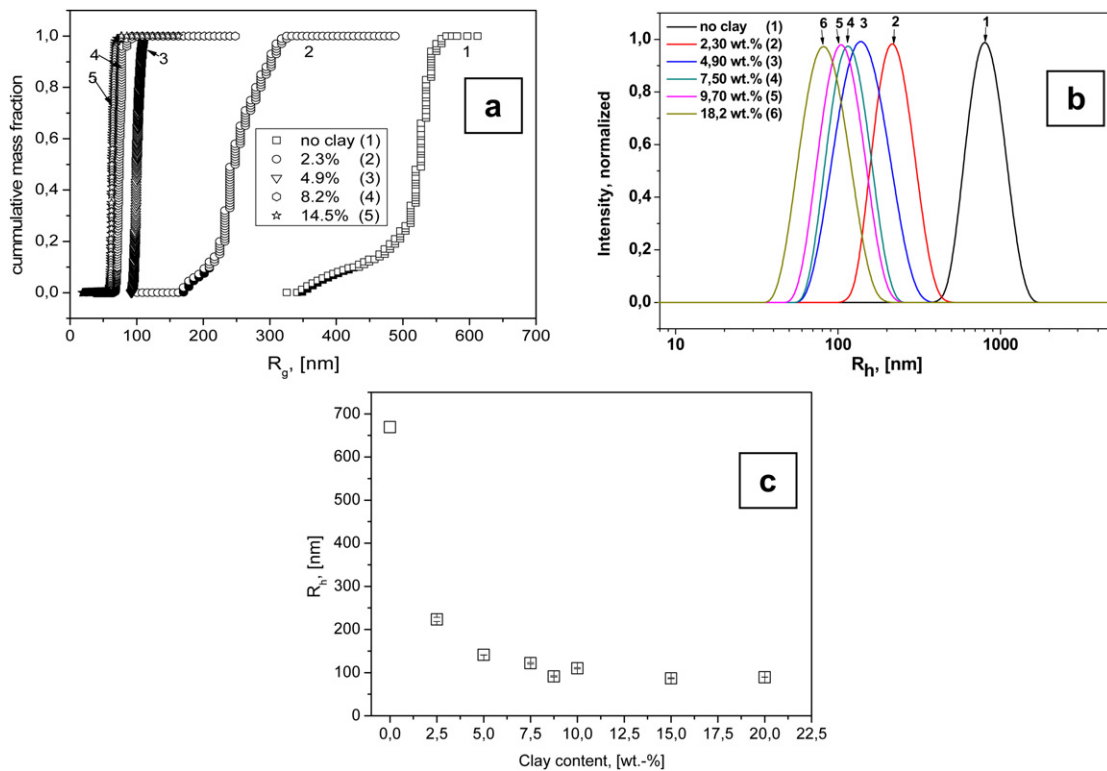 a
1,0
0,8
0,6
0,4
0,2
0,0
cummulative mass fraction
4
5
3
2
1
no clay (1)
2.3% (2)
4.9% (3)
8.2% (4)
14.5% (5)
0 100 200 300 400 500 600 700
R_g, [nm]
b
no clay (1)
2,30 wt.% (2)
4,90 wt.% (3)
7,50 wt.% (4)
9,70 wt.% (5)
18,2 wt.% (6)
6 5 4 3 2 1
1,0
0,8
0,6
0,4
0,2
0,0
Intensity, normalized
10 100 1000
R_h, [nm]
c
700
600
500
400
300
200
100
0
R_h, [nm]
0,0 2,5 5,0 7,5 10,0 12,5 15,0 17,5 20,0 22,5
Clay content, [wt.-%]